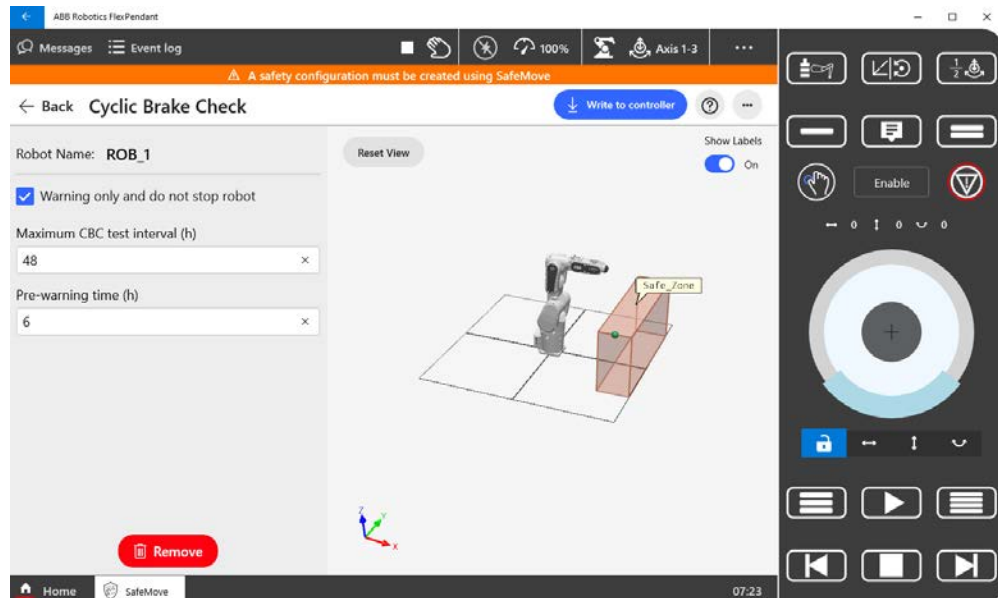 ABB Robotics FlexPendant
Messages Event log 100% Axis 1-3 ...
A safety configuration must be created using SafeMove
Back Cyclic Brake Check Write to controller ? ...
Robot Name: ROB_1
Reset View
Show Labels
On
Warning only and do not stop robot
Maximum CBC test interval (h)
48
Pre-warning time (h)
6
Safe_Zone
Z
Y
X
Remove
Home SafeMove 07:23
1
2
Enable
0 0 0